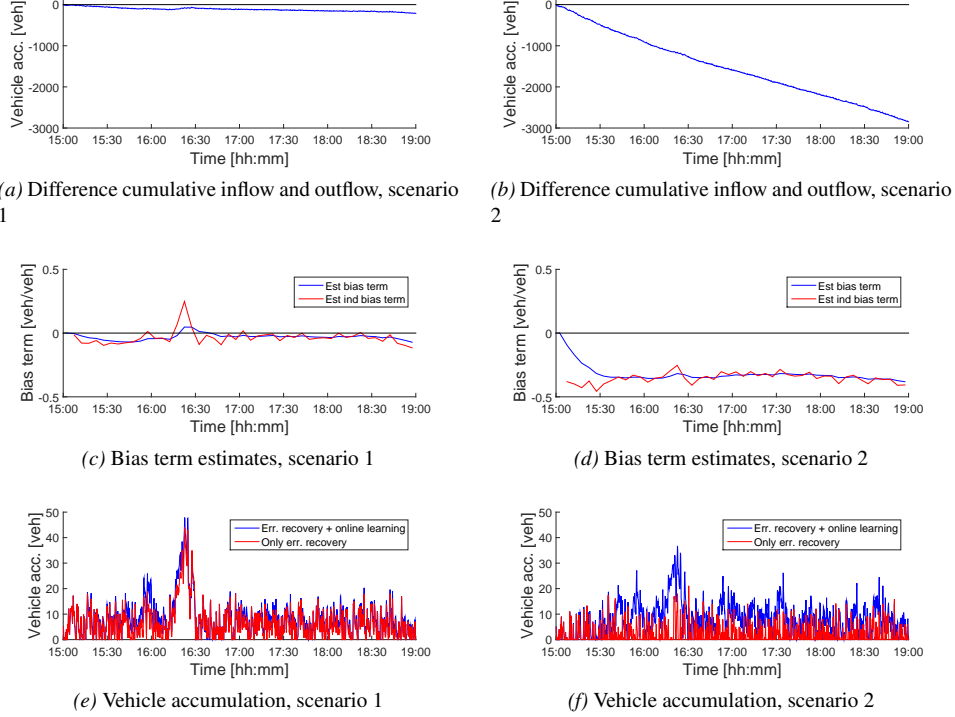 Vehicle acc. [veh]
0
-1000
-2000
-3000
15:00 15:30 16:00 16:30 17:00 17:30 18:00 18:30 19:00
Time [hh:mm]
(a) Difference cumulative inflow and outflow, scenario
1
Vehicle acc. [veh]
0
-1000
-2000
-3000
15:00 15:30 16:00 16:30 17:00 17:30 18:00 18:30 19:00
Time [hh:mm]
(b) Difference cumulative inflow and outflow, scenario
2
Bias term [veh/veh]
0.5
0
-0.5
Est bias term
Est ind bias term
15:00 15:30 16:00 16:30 17:00 17:30 18:00 18:30 19:00
Time [hh:mm]
(c) Bias term estimates, scenario 1
Bias term [veh/veh]
0.5
0
-0.5
Est bias term
Est ind bias term
15:00 15:30 16:00 16:30 17:00 17:30 18:00 18:30 19:00
Time [hh:mm]
(d) Bias term estimates, scenario 2
Vehicle acc. [veh]
50
40
30
20
10
0
Err. recovery + online learning
Only err. recovery
15:00 15:30 16:00 16:30 17:00 17:30 18:00 18:30 19:00
Time [hh:mm]
(e) Vehicle accumulation, scenario 1
Vehicle acc. [veh]
50
40
30
20
10
0
Err. recovery + online learning
Only err. recovery
15:00 15:30 16:00 16:30 17:00 17:30 18:00 18:30 19:00
Time [hh:mm]
(f) Vehicle accumulation, scenario 2